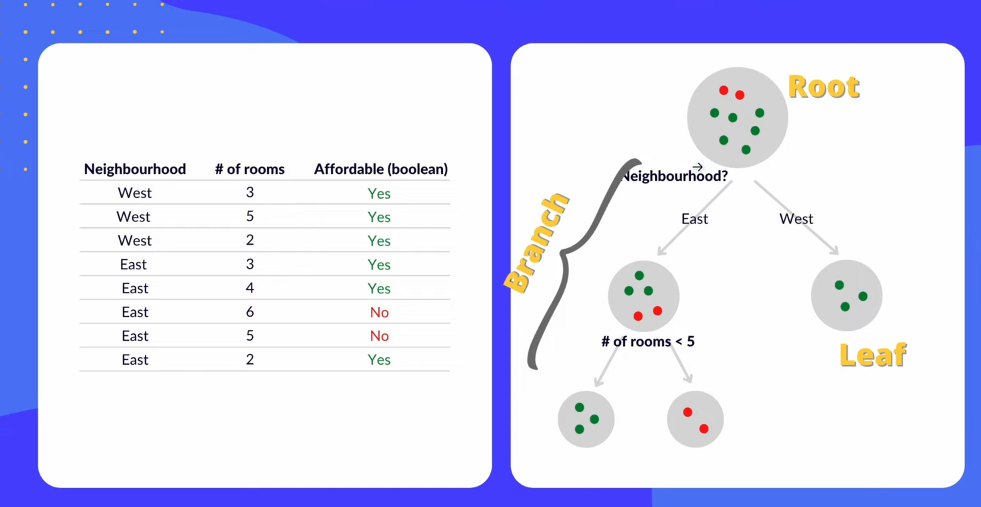 Neighbourhood # of rooms Affordable (boolean)
West 3 Yes
West 5 Yes
West 2 Yes
East 3 Yes
East 4 Yes
East 6 No
East 5 No
East 2 Yes
Root
→
Neighbourhood?
East West
Branch
# of rooms < 5
Leaf